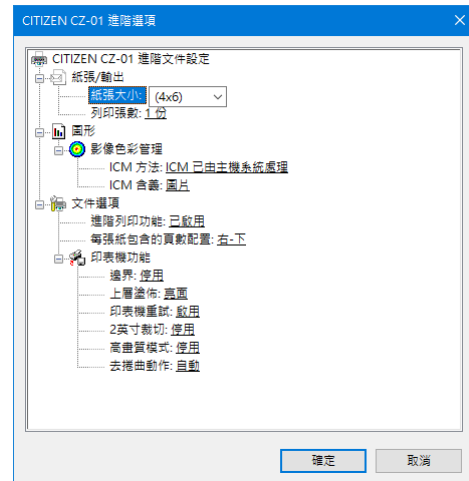 CITIZEN CZ-01 進階選項
CITIZEN CZ-01 進階文件設定
紙張/輸出
紙張大小: (4x6)
列印張數: 1 份
圖形
影像色彩管理
ICM 方法: ICM 已由主機系統處理
ICM 含義: 圖片
文件選項
進階列印功能: 已啟用
每張紙包含的頁數配置: 右-下
印表機功能
邊界: 停用
上層塗佈: 亮面
印表機重試: 啟用
2英寸裁切: 停用
高畫質模式: 停用
去捲曲動作: 自動
確定
取消